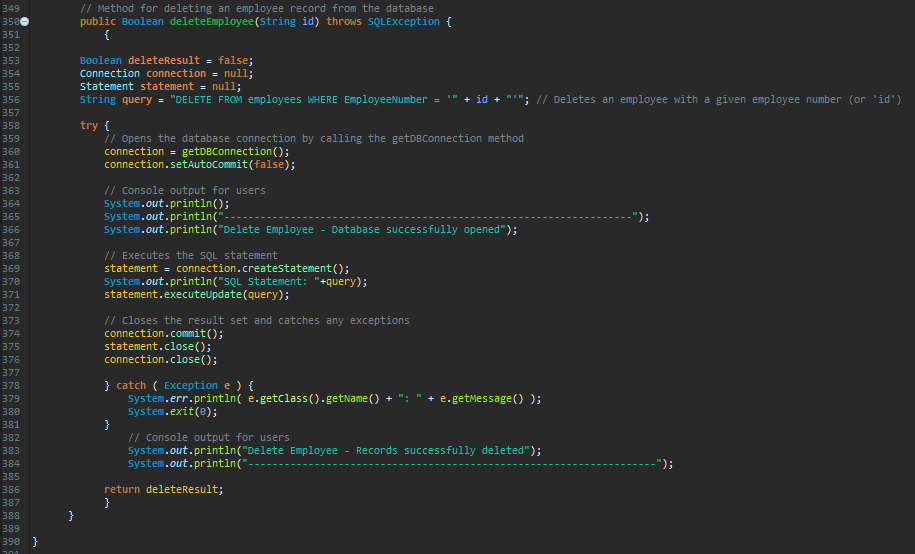 349 // Method for deleting an employee record from the database
350 public Boolean deleteEmployee(String id) throws SQLException {
351 {
352
353 Boolean deleteResult = false;
354 Connection connection = null;
355 Statement statement = null;
356 String query = "DELETE FROM employees WHERE EmployeeNumber = '" + id + "'"; // Deletes an employee with a given employee number (or 'id')
357
358 try {
359 // Opens the database connection by calling the getDBConnection method
360 connection = getDBConnection();
361 connection.setAutoCommit(false);
362
363 // Console output for users
364 System.out.println();
365 System.out.println("--------------------------------------------------------------------");
366 System.out.println("Delete Employee - Database successfully opened");
367
368 // Executes the SQL statement
369 statement = connection.createStatement();
370 System.out.println("SQL Statement: "+query);
371 statement.executeUpdate(query);
372
373 // Closes the result set and catches any exceptions
374 connection.commit();
375 statement.close();
376 connection.close();
377
378 } catch ( Exception e ) {
379 System.err.println( e.getClass().getName() + ": " + e.getMessage() );
380 System.exit(0);
381 }
382 // Console output for users
383 System.out.println("Delete Employee - Records successfully deleted");
384 System.out.println("--------------------------------------------------------------------");
385
386 return deleteResult;
387 }
388 }
389
390 }
391